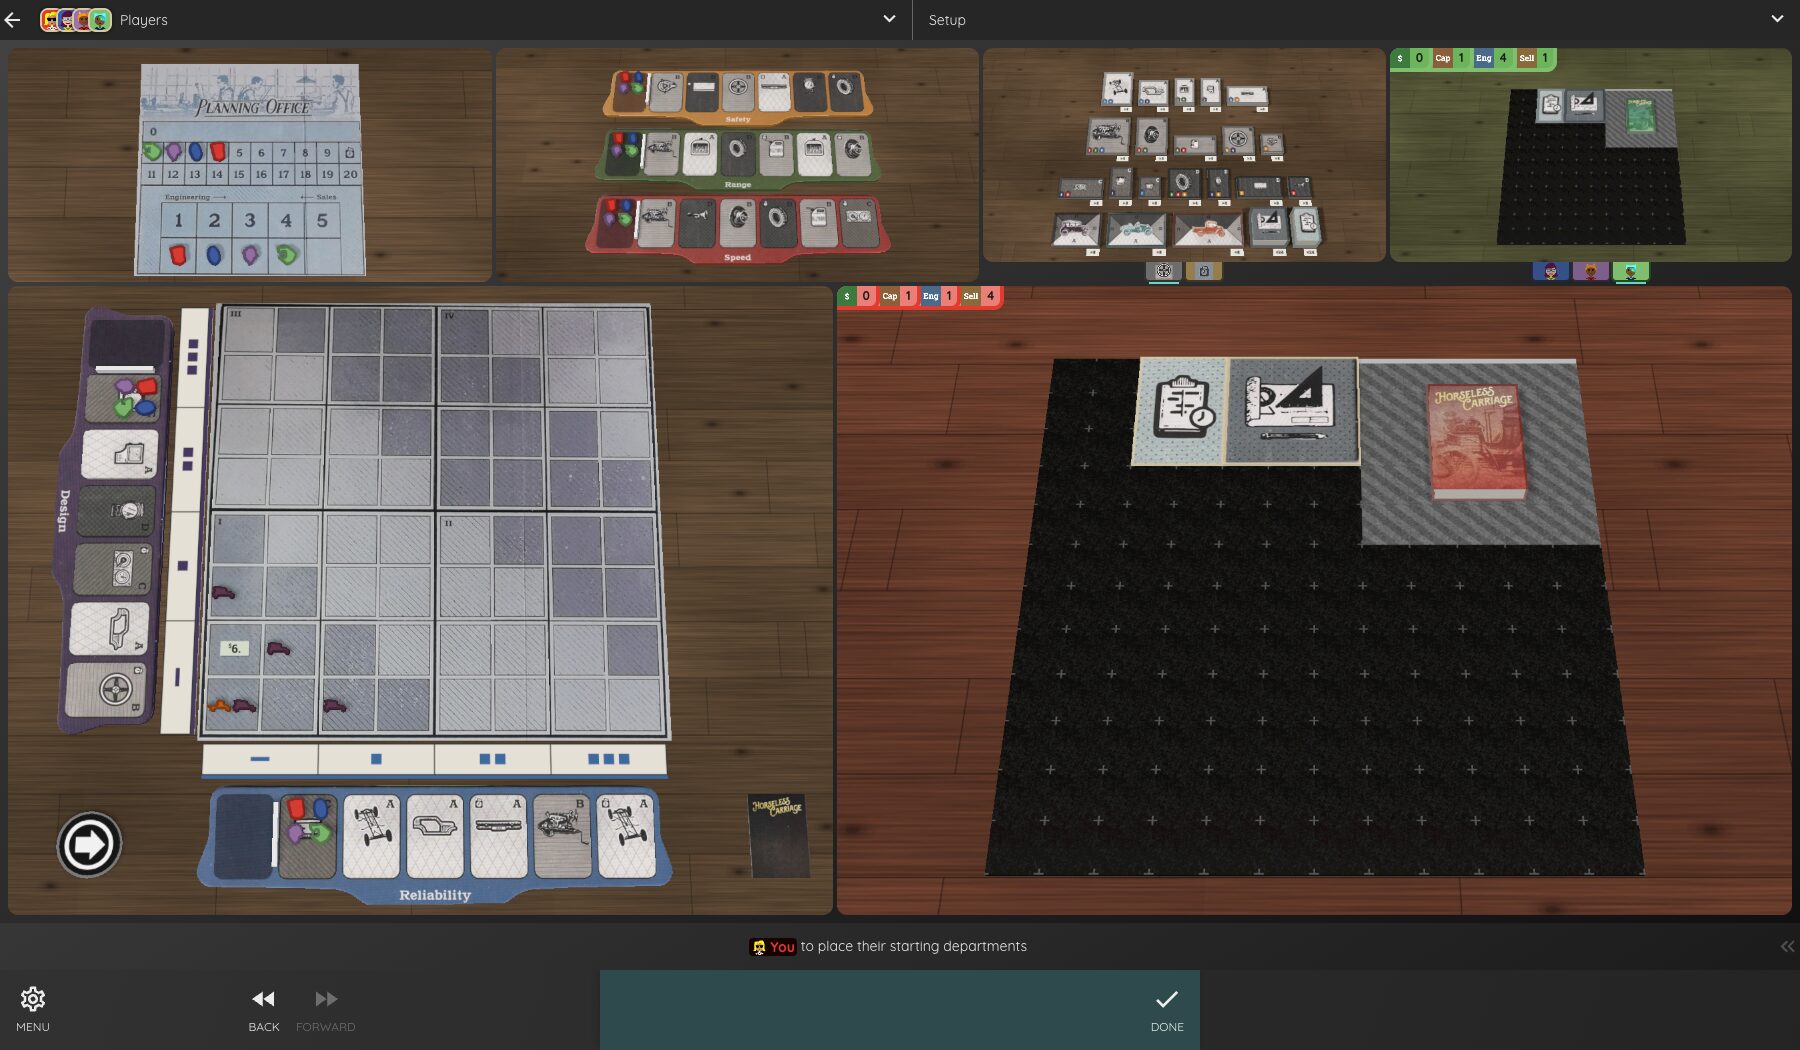 Players
Setup
PLANNING OFFICE
0
5 6 7 8 9
11 12 13 14 15 16 17 18 19 20
Engineering
Sales
1 2 3 4 5
Safety
Range
Speed
$ 0 Cap 1 Eng 4 Sell 1
$ 0 Cap 1 Eng 1 Sell 4
III
IV
I
II
$6.
Design
A
D
C
A
B
A
A
A
B
A
Reliability
HORSELESS
CARRIAGE
HORSELESS
CARRIAGE
You to place their starting departments
MENU
BACK
FORWARD
DONE